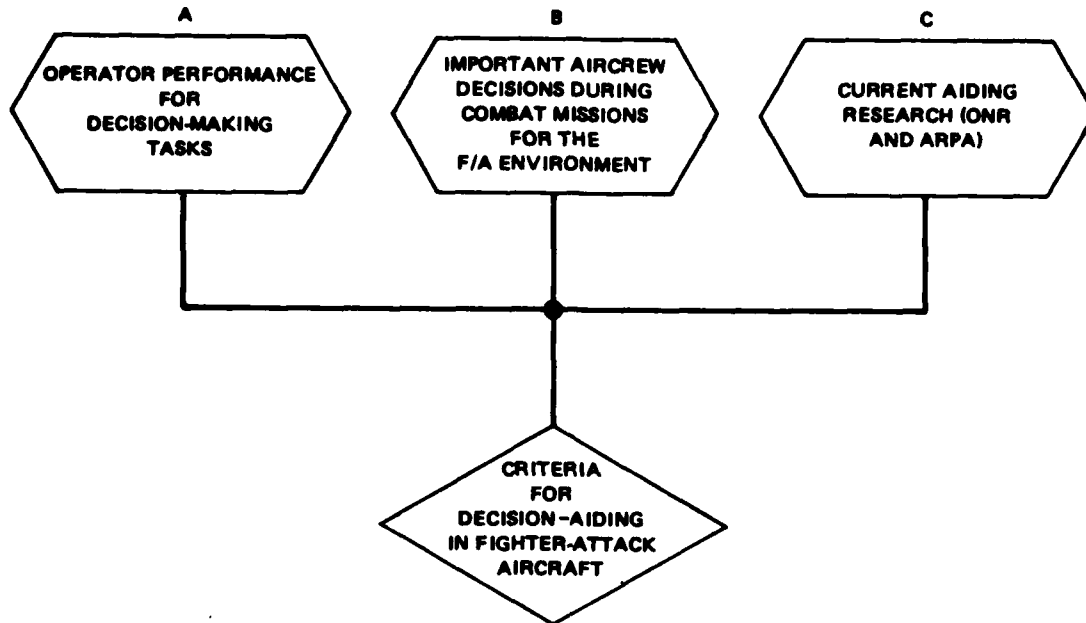 A
OPERATOR PERFORMANCE
FOR
DECISION-MAKING
TASKS
B
IMPORTANT AIRCREW
DECISIONS DURING
COMBAT MISSIONS
FOR THE
F/A ENVIRONMENT
C
CURRENT AIDING
RESEARCH (ONR
AND ARPA)
CRITERIA
FOR
DECISION-AIDING
IN FIGHTER-ATTACK
AIRCRAFT